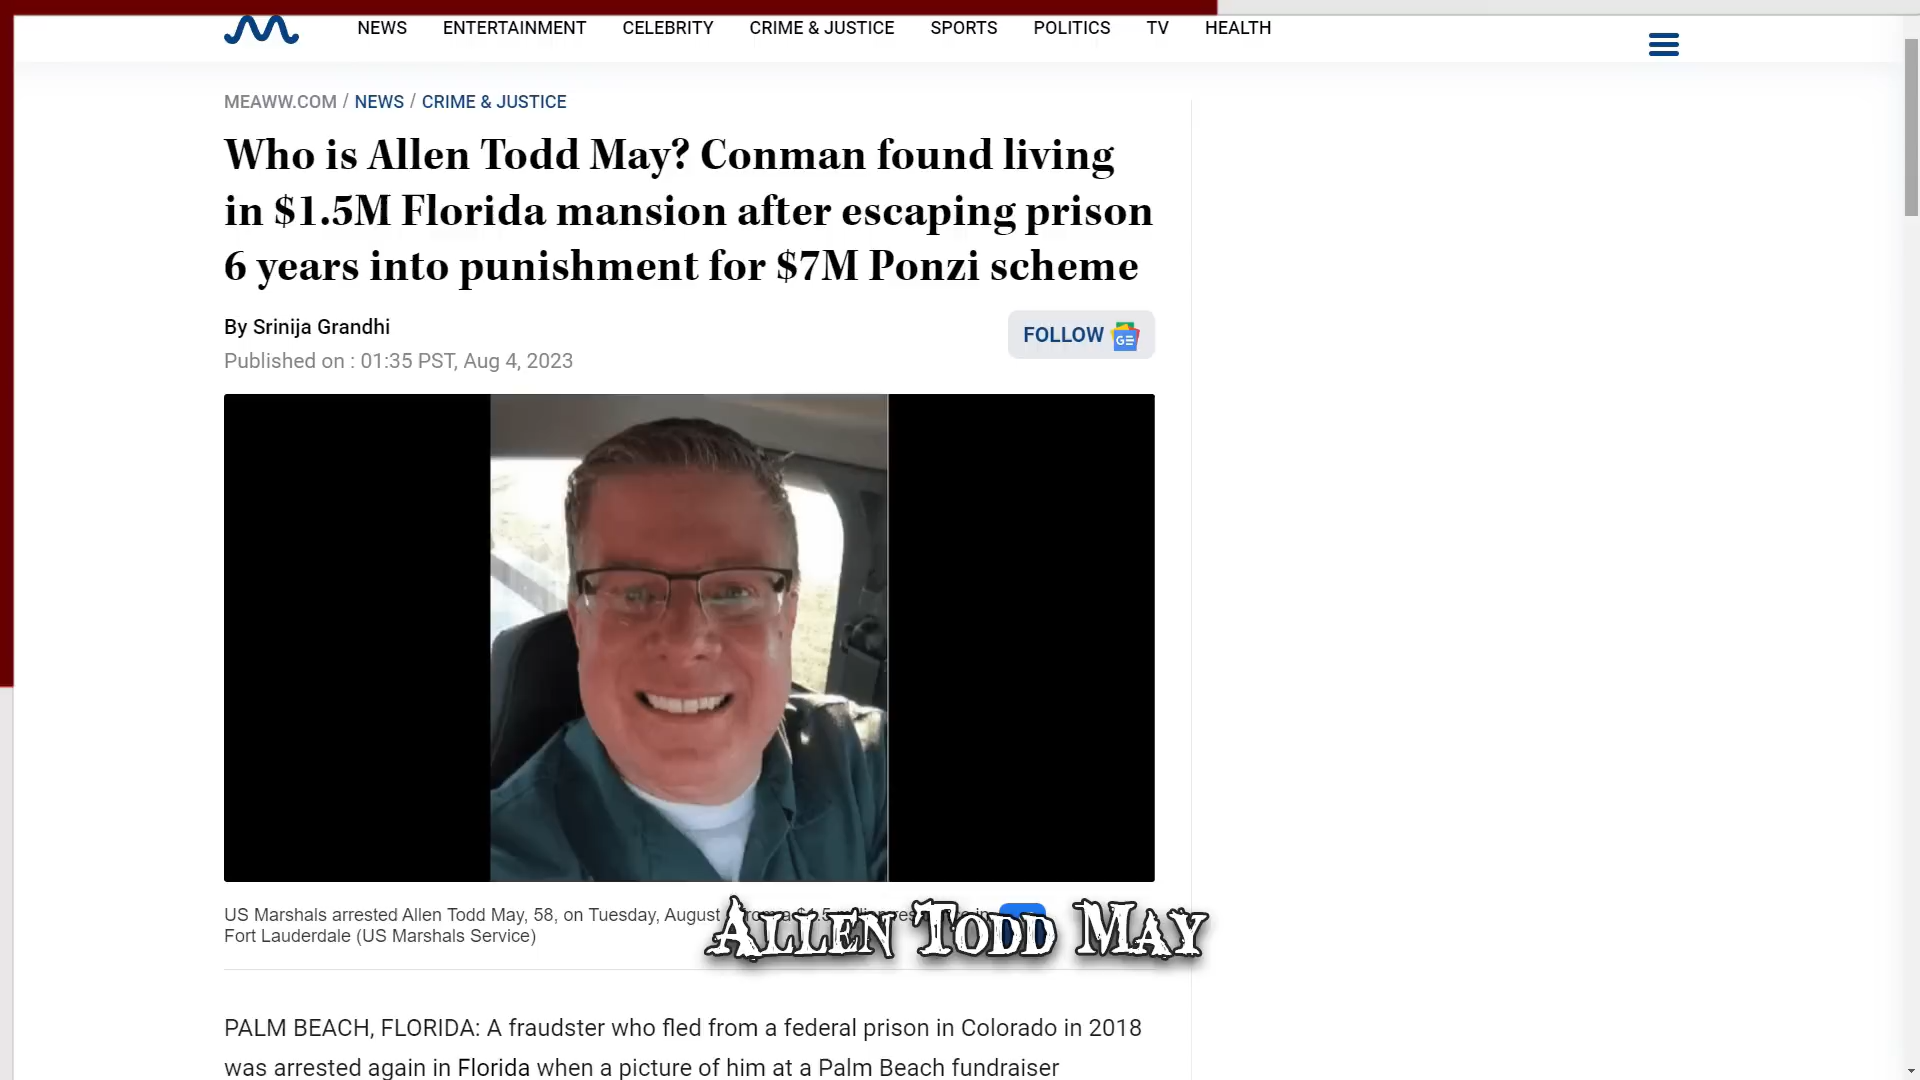 NEWS ENTERTAINMENT CELEBRITY CRIME & JUSTICE SPORTS POLITICS TV HEALTH
MEAWW.COM / NEWS / CRIME & JUSTICE
Who is Allen Todd May? Conman found living
in $1.5M Florida mansion after escaping prison
6 years into punishment for $7M Ponzi scheme
By Srinija Grandhi
Published on : 01:35 PST, Aug 4, 2023
FOLLOW
GE
US Marshals arrested Allen Todd May, 58, on Tuesday, August
Fort Lauderdale (US Marshals Service)
ALLEN TODD MAY
PALM BEACH, FLORIDA: A fraudster who fled from a federal prison in Colorado in 2018
was arrested again in Florida when a picture of him at a Palm Beach fundraiser